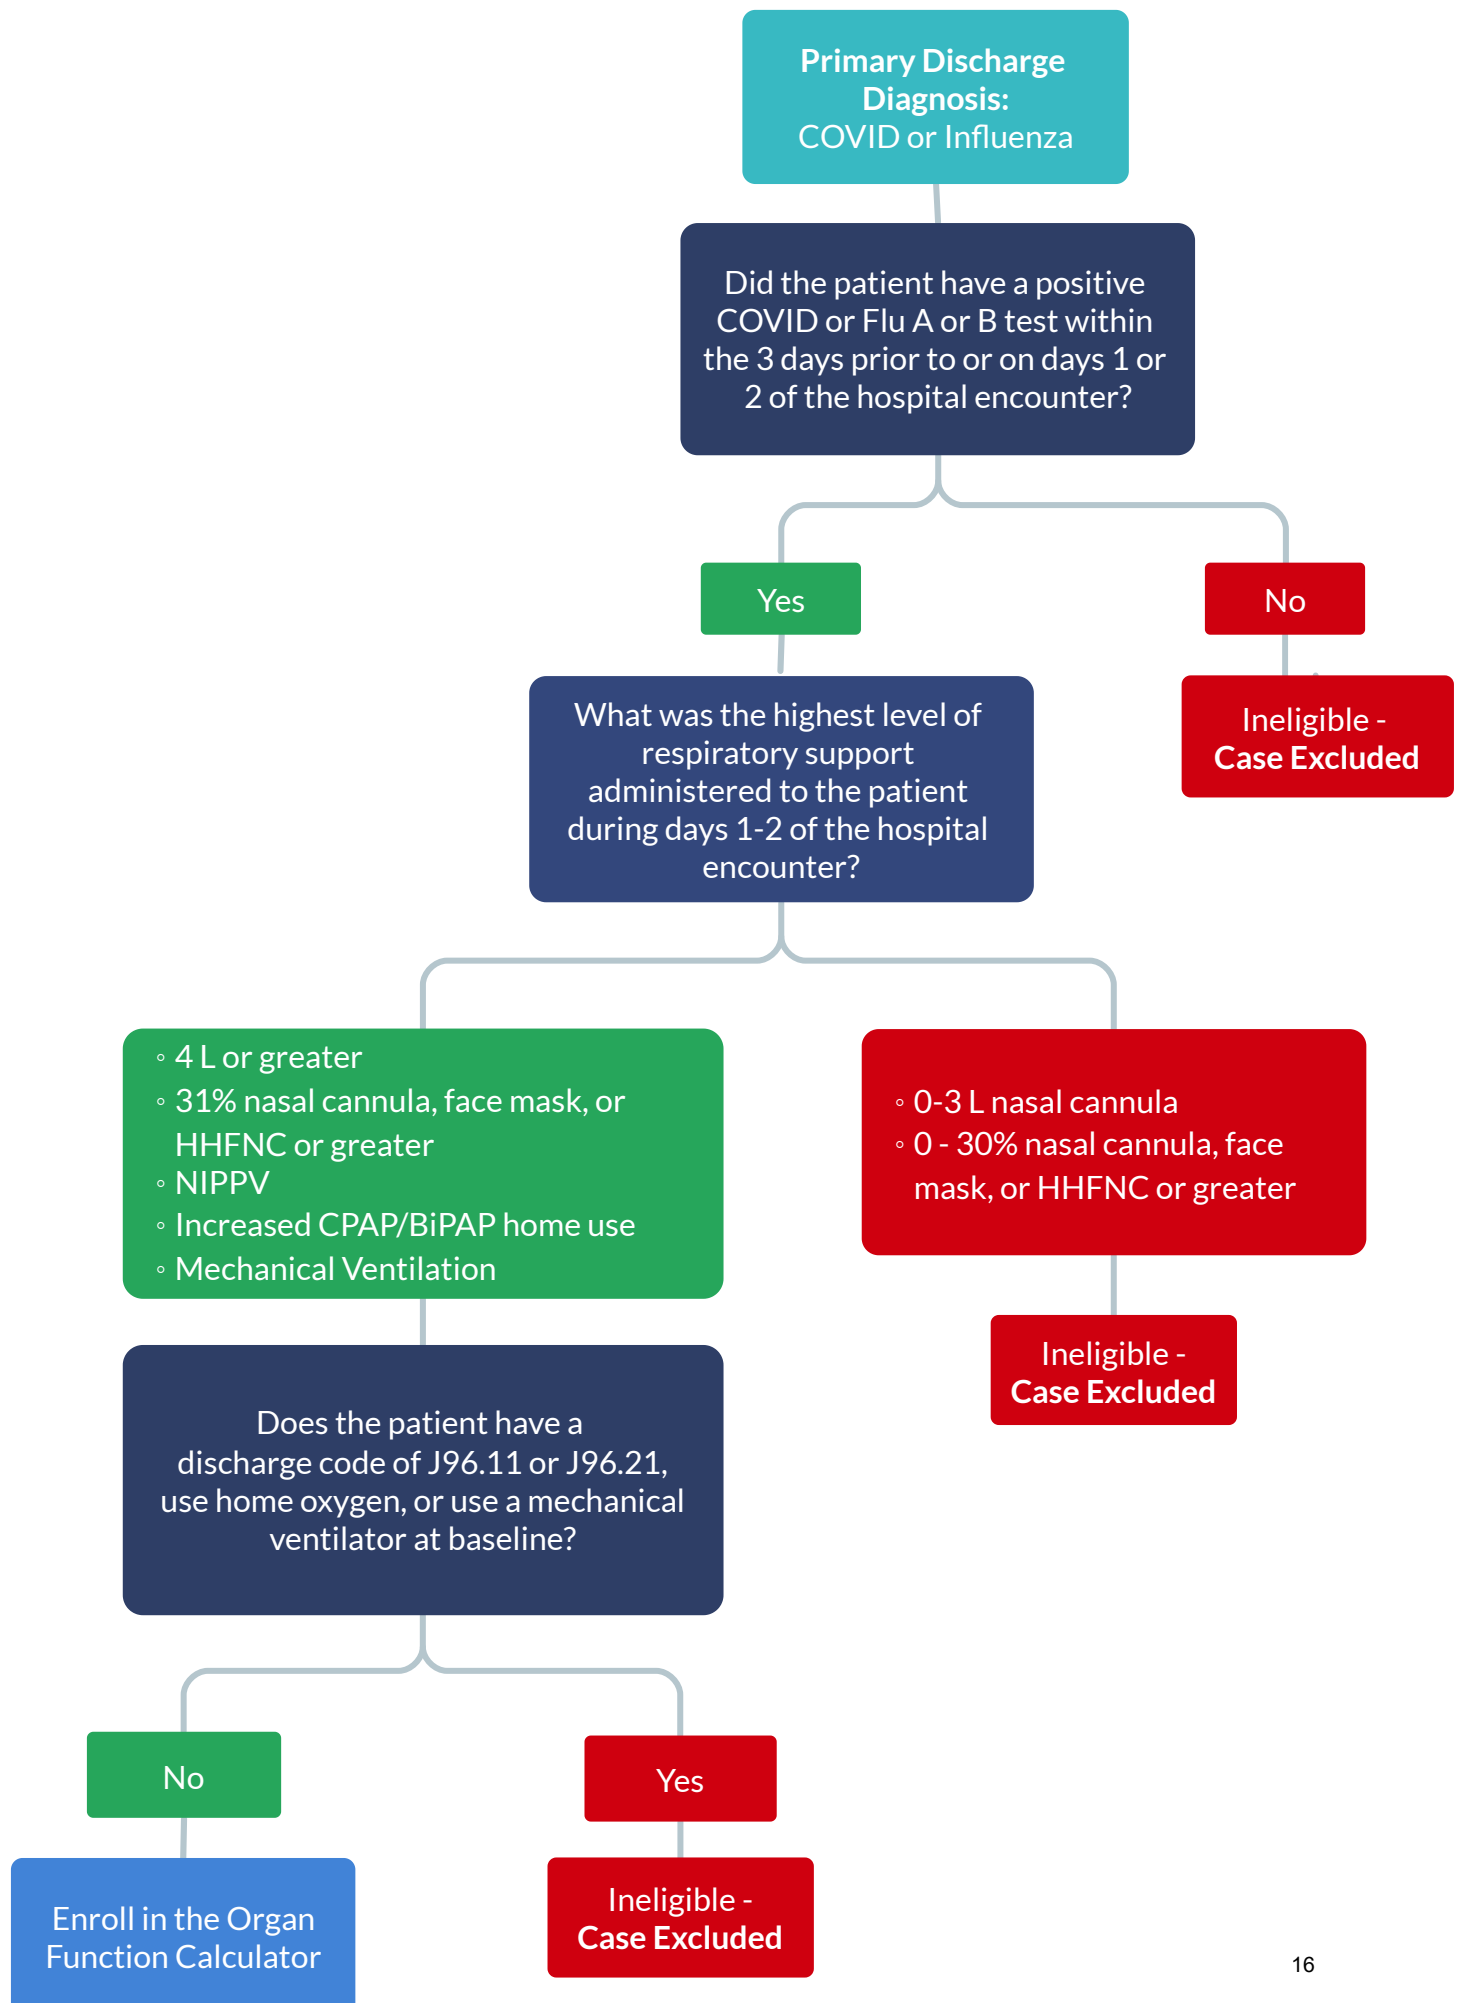 Primary Discharge
Diagnosis:
COVID or Influenza
Did the patient have a positive
COVID or Flu A or B test within
the 3 days prior to or on days 1 or
2 of the hospital encounter?
Yes
No
Ineligible -
Case Excluded
What was the highest level of
respiratory support
administered to the patient
during days 1-2 of the hospital
encounter?
◦ 4 L or greater
◦ 31% nasal cannula, face mask, or
HHFNC or greater
◦ NIPPV
◦ Increased CPAP/BiPAP home use
◦ Mechanical Ventilation
◦ 0-3 L nasal cannula
◦ 0 - 30% nasal cannula, face
mask, or HHFNC or greater
Ineligible -
Case Excluded
Does the patient have a
discharge code of J96.11 or J96.21,
use home oxygen, or use a mechanical
ventilator at baseline?
No
Yes
Enroll in the Organ
Function Calculator
Ineligible -
Case Excluded
16